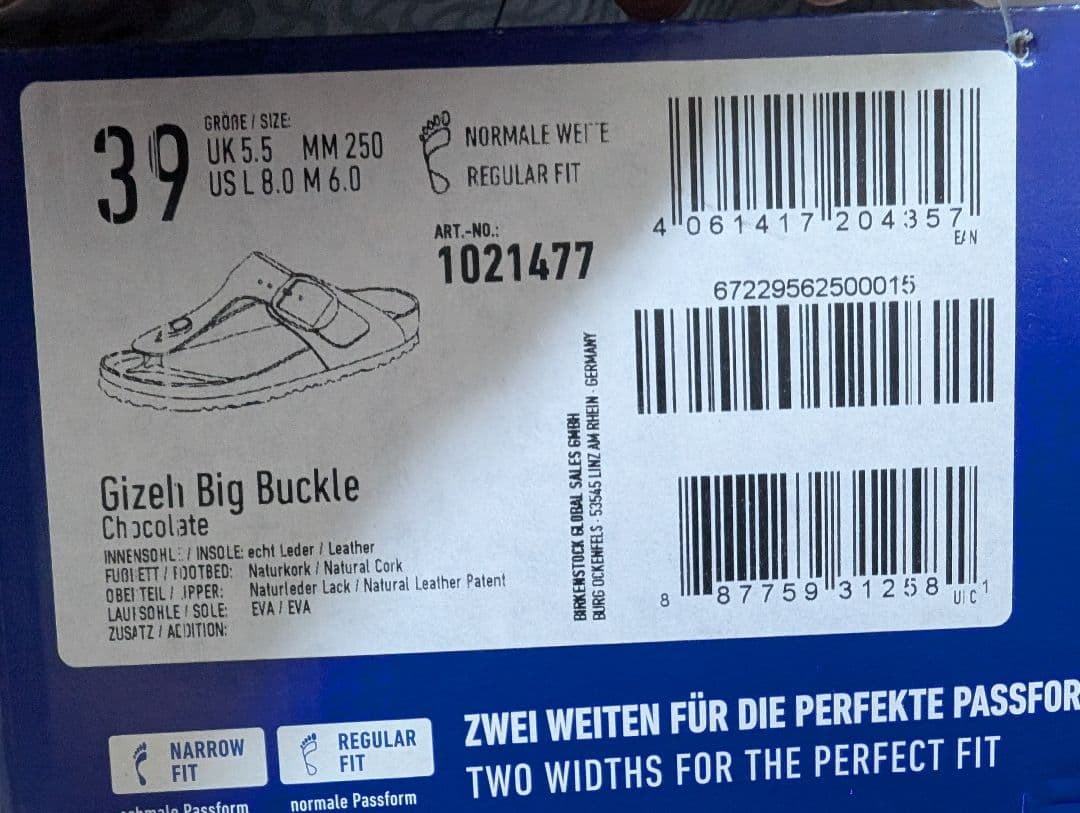 39
GRÖßE / SIZE:
UK 5.5 MM 250
US L 8.0 M 6.0
NORMALE WEITE
REGULAR FIT
ART.-NO.:
1021477
4 061417 204357
EAN
67229562500015
BIRKENSTOCK GLOBAL SALES GMBH
BURG OCKENFELS · 53545 LINZ AM RHEIN · GERMANY
Gizeh Big Buckle
Chocolate
INNENSOHLE / INSOLE: echt Leder / Leather
FUßBETT / FOOTBED: Naturkork / Natural Cork
OBERTEIL / UPPER: Naturleder Lack / Natural Leather Patent
LAUFSOHLE / SOLE: EVA / EVA
ZUSATZ / ADDITION:
8 87759 31258 1
UPC
NARROW
FIT
REGULAR
FIT
schmale Passform
normale Passform
ZWEI WEITEN FÜR DIE PERFEKTE PASSFOR
TWO WIDTHS FOR THE PERFECT FIT